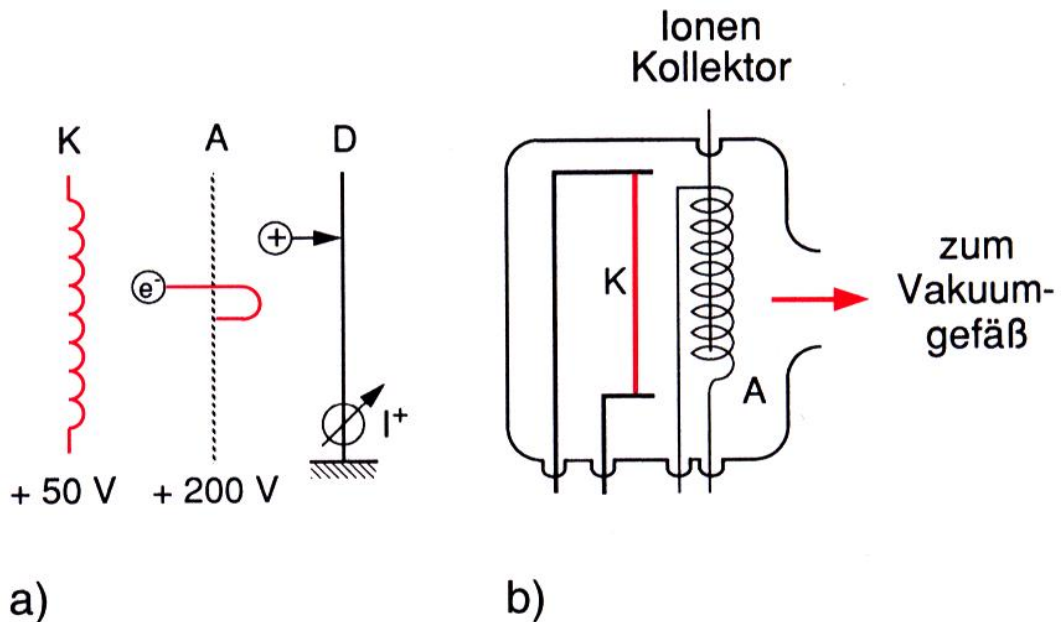 K
A
D
+
e-
I+
+ 50 V
+ 200 V
a)
Ionen
Kollektor
K
A
zum
Vakuum-
gefäß
b)